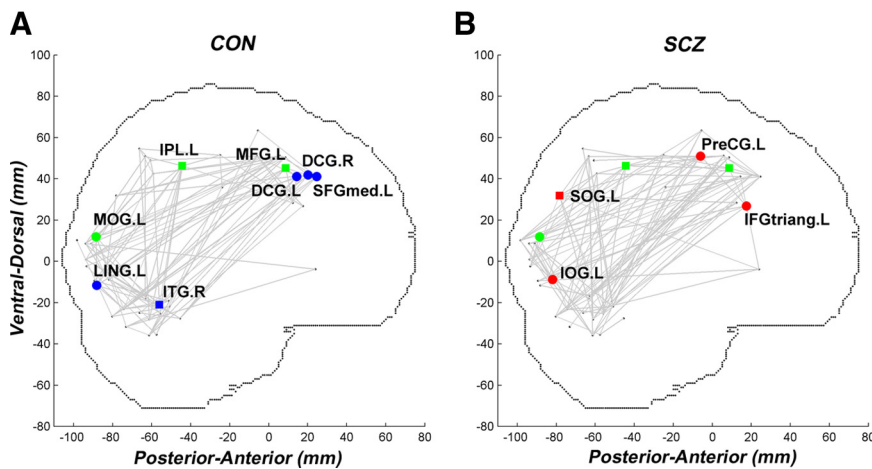 A
CON
100
80
60
40
20
0
-20
-40
-60
-80
Ventral-Dorsal (mm)
IPL.L
MFG.L
DCG.R
DCG.L
SFGmed.L
MOG.L
LING.L
ITG.R
-100 -80 -60 -40 -20 0 20 40 60 80
Posterior-Anterior (mm)
B
SCZ
100
80
60
40
20
0
-20
-40
-60
-80
PreCG.L
SOG.L
IFGtriang.L
IOG.L
-100 -80 -60 -40 -20 0 20 40 60 80
Posterior-Anterior (mm)